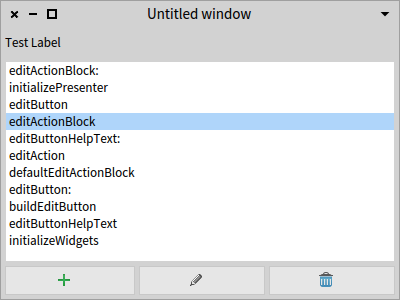 Untitled window
Test Label
editActionBlock:
initializePresenter
editButton
editActionBlock
editButtonHelpText:
editAction
defaultEditActionBlock
editButton:
buildEditButton
editButtonHelpText
initializeWidgets